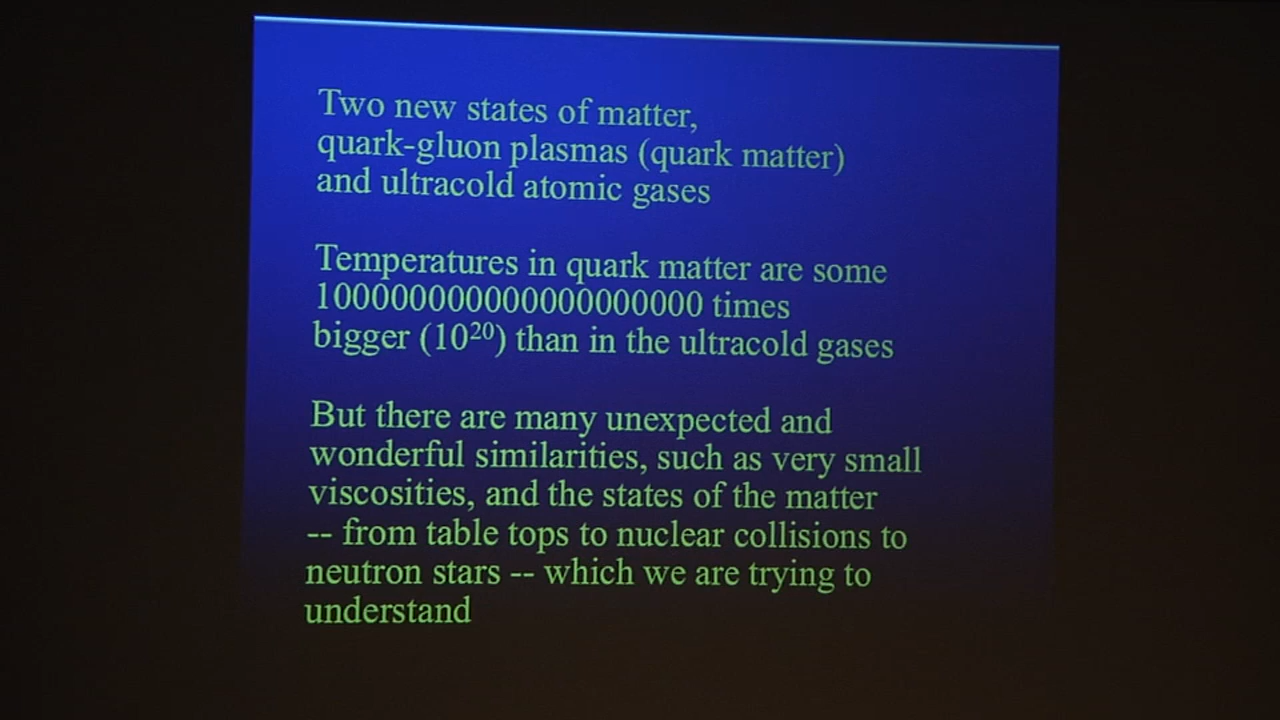 Two new states of matter,
quark-gluon plasmas (quark matter)
and ultracold atomic gases
Temperatures in quark matter are some
100000000000000000000 times
bigger (10²⁰) than in the ultracold gases
But there are many unexpected and
wonderful similarities, such as very small
viscosities, and the states of the matter
-- from table tops to nuclear collisions to
neutron stars -- which we are trying to
understand